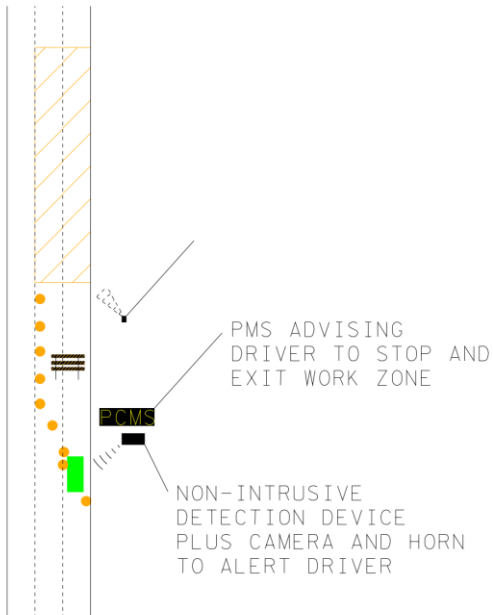 PMS ADVISING
DRIVER TO STOP AND
EXIT WORK ZONE
PCMS
NON-INTRUSIVE
DETECTION DEVICE
PLUS CAMERA AND HORN
TO ALERT DRIVER